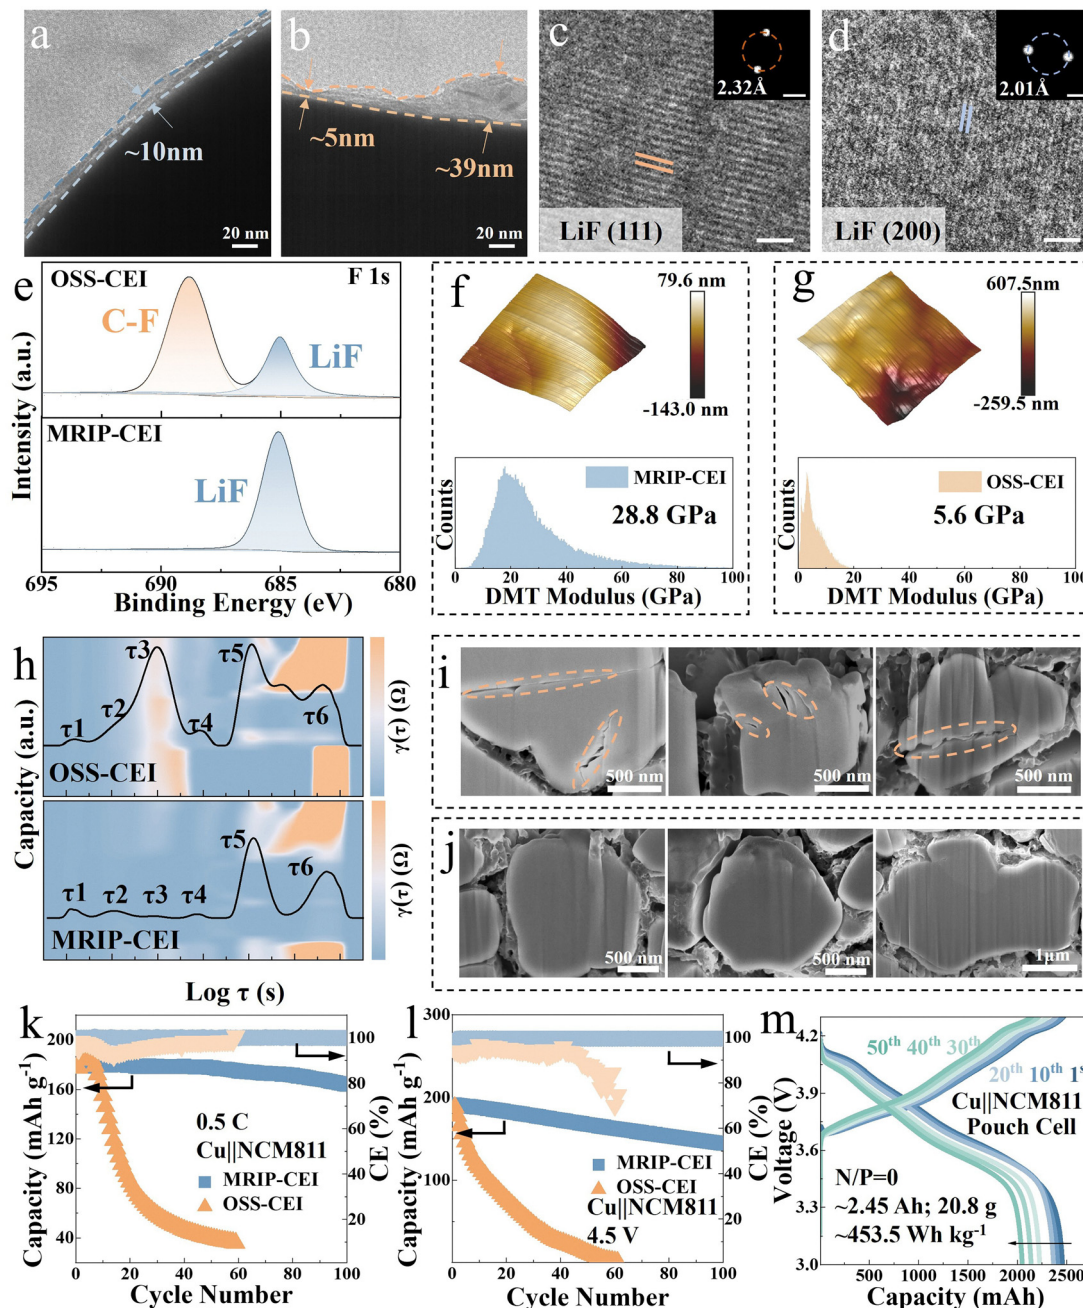 a
~10nm
20 nm
b
~5nm
~39nm
20 nm
c
2.32Å
LiF (111)
d
2.01Å
LiF (200)
e
OSS-CEI
F 1s
C-F
LiF
MRIP-CEI
LiF
Intensity (a.u.)
695
690
685
680
Binding Energy (eV)
f
79.6 nm
-143.0 nm
MRIP-CEI
28.8 GPa
Counts
0
20
40
60
80
100
DMT Modulus (GPa)
g
607.5nm
-259.5 nm
OSS-CEI
5.6 GPa
Counts
0
20
40
60
80
100
DMT Modulus (GPa)
h
τ1
τ2
τ3
τ4
τ5
τ6
OSS-CEI
γ(τ) (Ω)
τ1
τ2
τ3
τ4
τ5
τ6
MRIP-CEI
γ(τ) (Ω)
Capacity (a.u.)
Log τ (s)
i
500 nm
500 nm
500 nm
j
500 nm
500 nm
1μm
k
200
160
120
80
40
Capacity (mAh g⁻¹)
0.5 C
Cu||NCM811
MRIP-CEI
OSS-CEI
100
80
60
40
20
CE (%)
0
20
40
60
80
100
Cycle Number
l
300
200
100
0
Capacity (mAh g⁻¹)
MRIP-CEI
OSS-CEI
Cu||NCM811
4.5 V
100
80
60
40
20
CE (%)
0
20
40
60
80
100
Cycle Number
m
4.2
3.9
3.6
3.3
3.0
Voltage (V)
50th 40th 30th
20th 10th 1s
Cu||NCM811
Pouch Cell
N/P=0
~2.45 Ah; 20.8 g
~453.5 Wh kg⁻¹
0
500
1000
1500
2000
2500
Capacity (mAh)